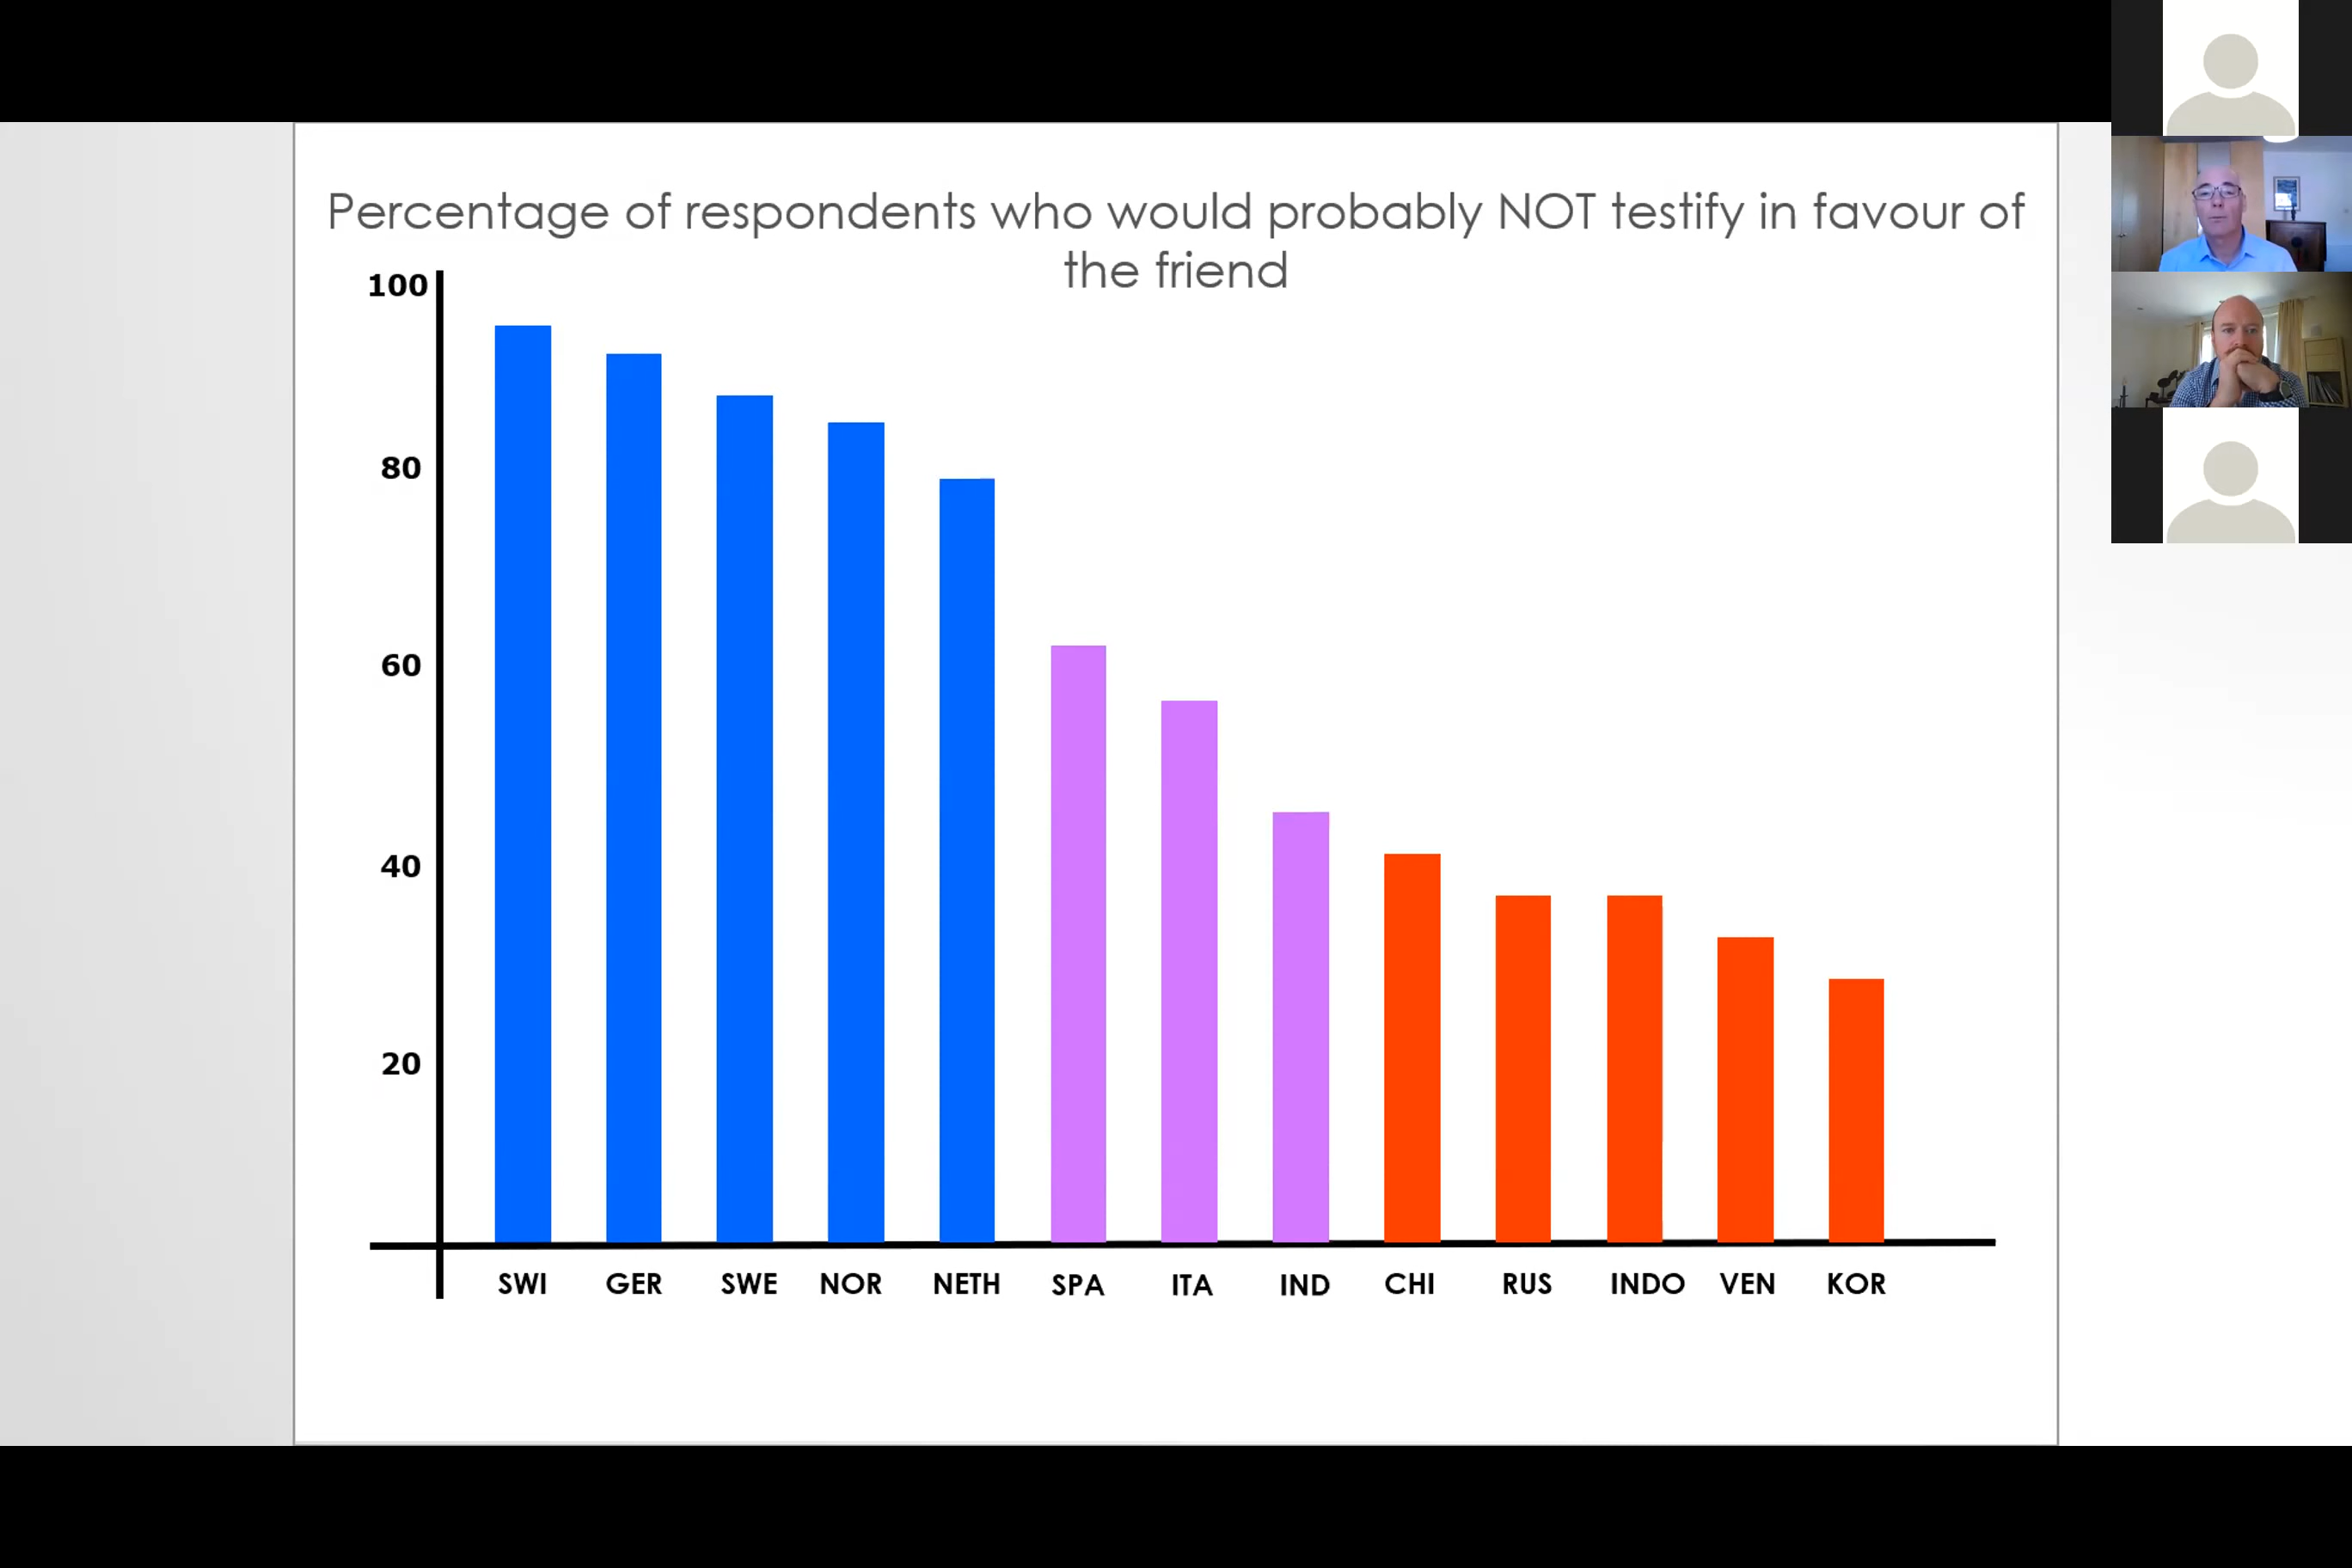 Percentage of respondents who would probably NOT testify in favour of
the friend
100
80
60
40
20
SWI GER SWE NOR NETH SPA ITA IND CHI RUS INDO VEN KOR